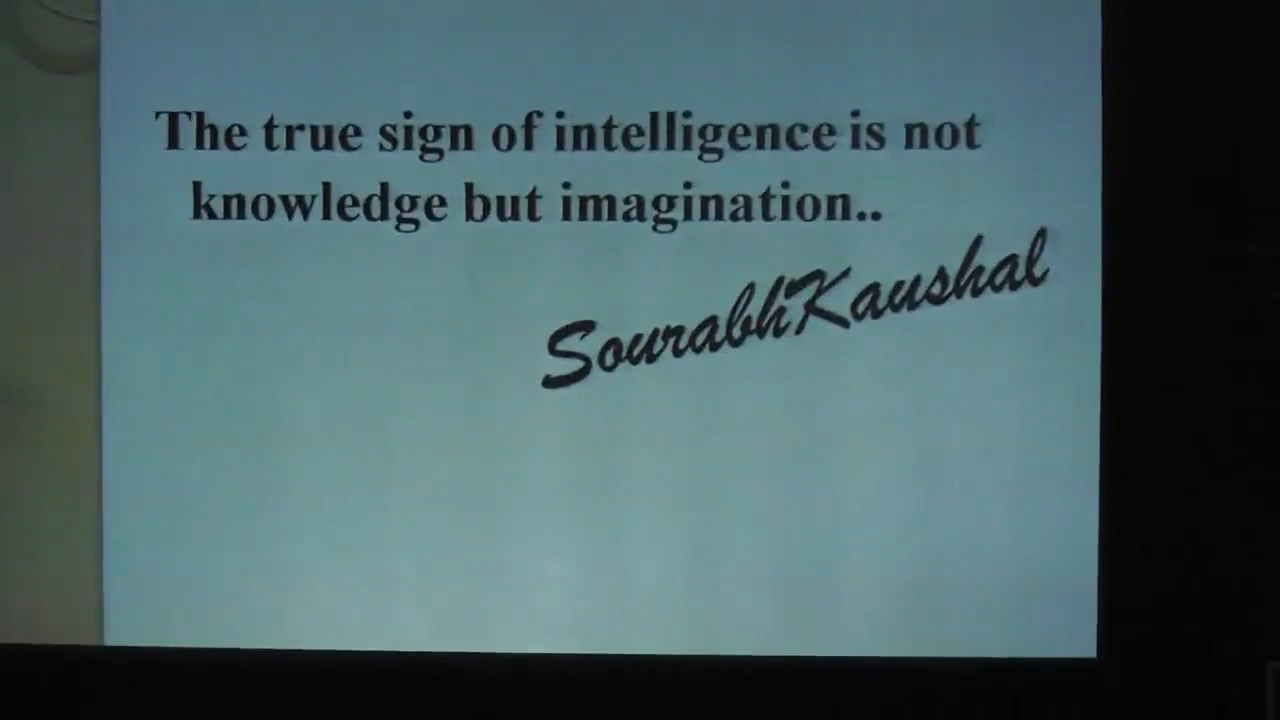 The true sign of intelligence is not
knowledge but imagination..
SourabhKaushal